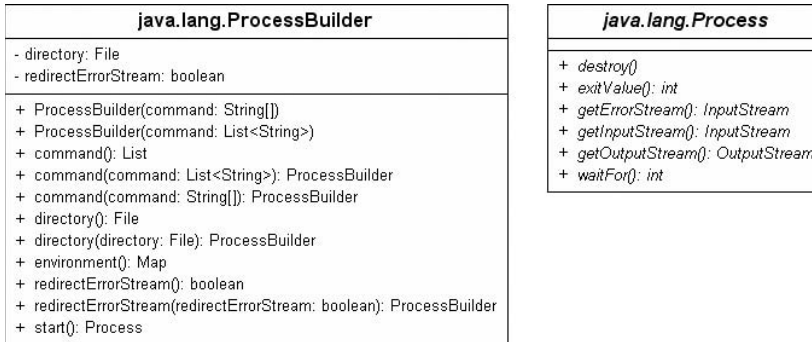 java.lang.ProcessBuilder
- directory: File
- redirectErrorStream: boolean
+ ProcessBuilder(command: String[])
+ ProcessBuilder(command: List<String>)
+ command(): List
+ command(command: List<String>): ProcessBuilder
+ command(command: String[]): ProcessBuilder
+ directory(): File
+ directory(directory: File): ProcessBuilder
+ environment(): Map
+ redirectErrorStream(): boolean
+ redirectErrorStream(redirectErrorStream: boolean): ProcessBuilder
+ start(): Process
java.lang.Process
+ destroy()
+ exitValue(): int
+ getErrorStream(): InputStream
+ getInputStream(): InputStream
+ getOutputStream(): OutputStream
+ waitFor(): int